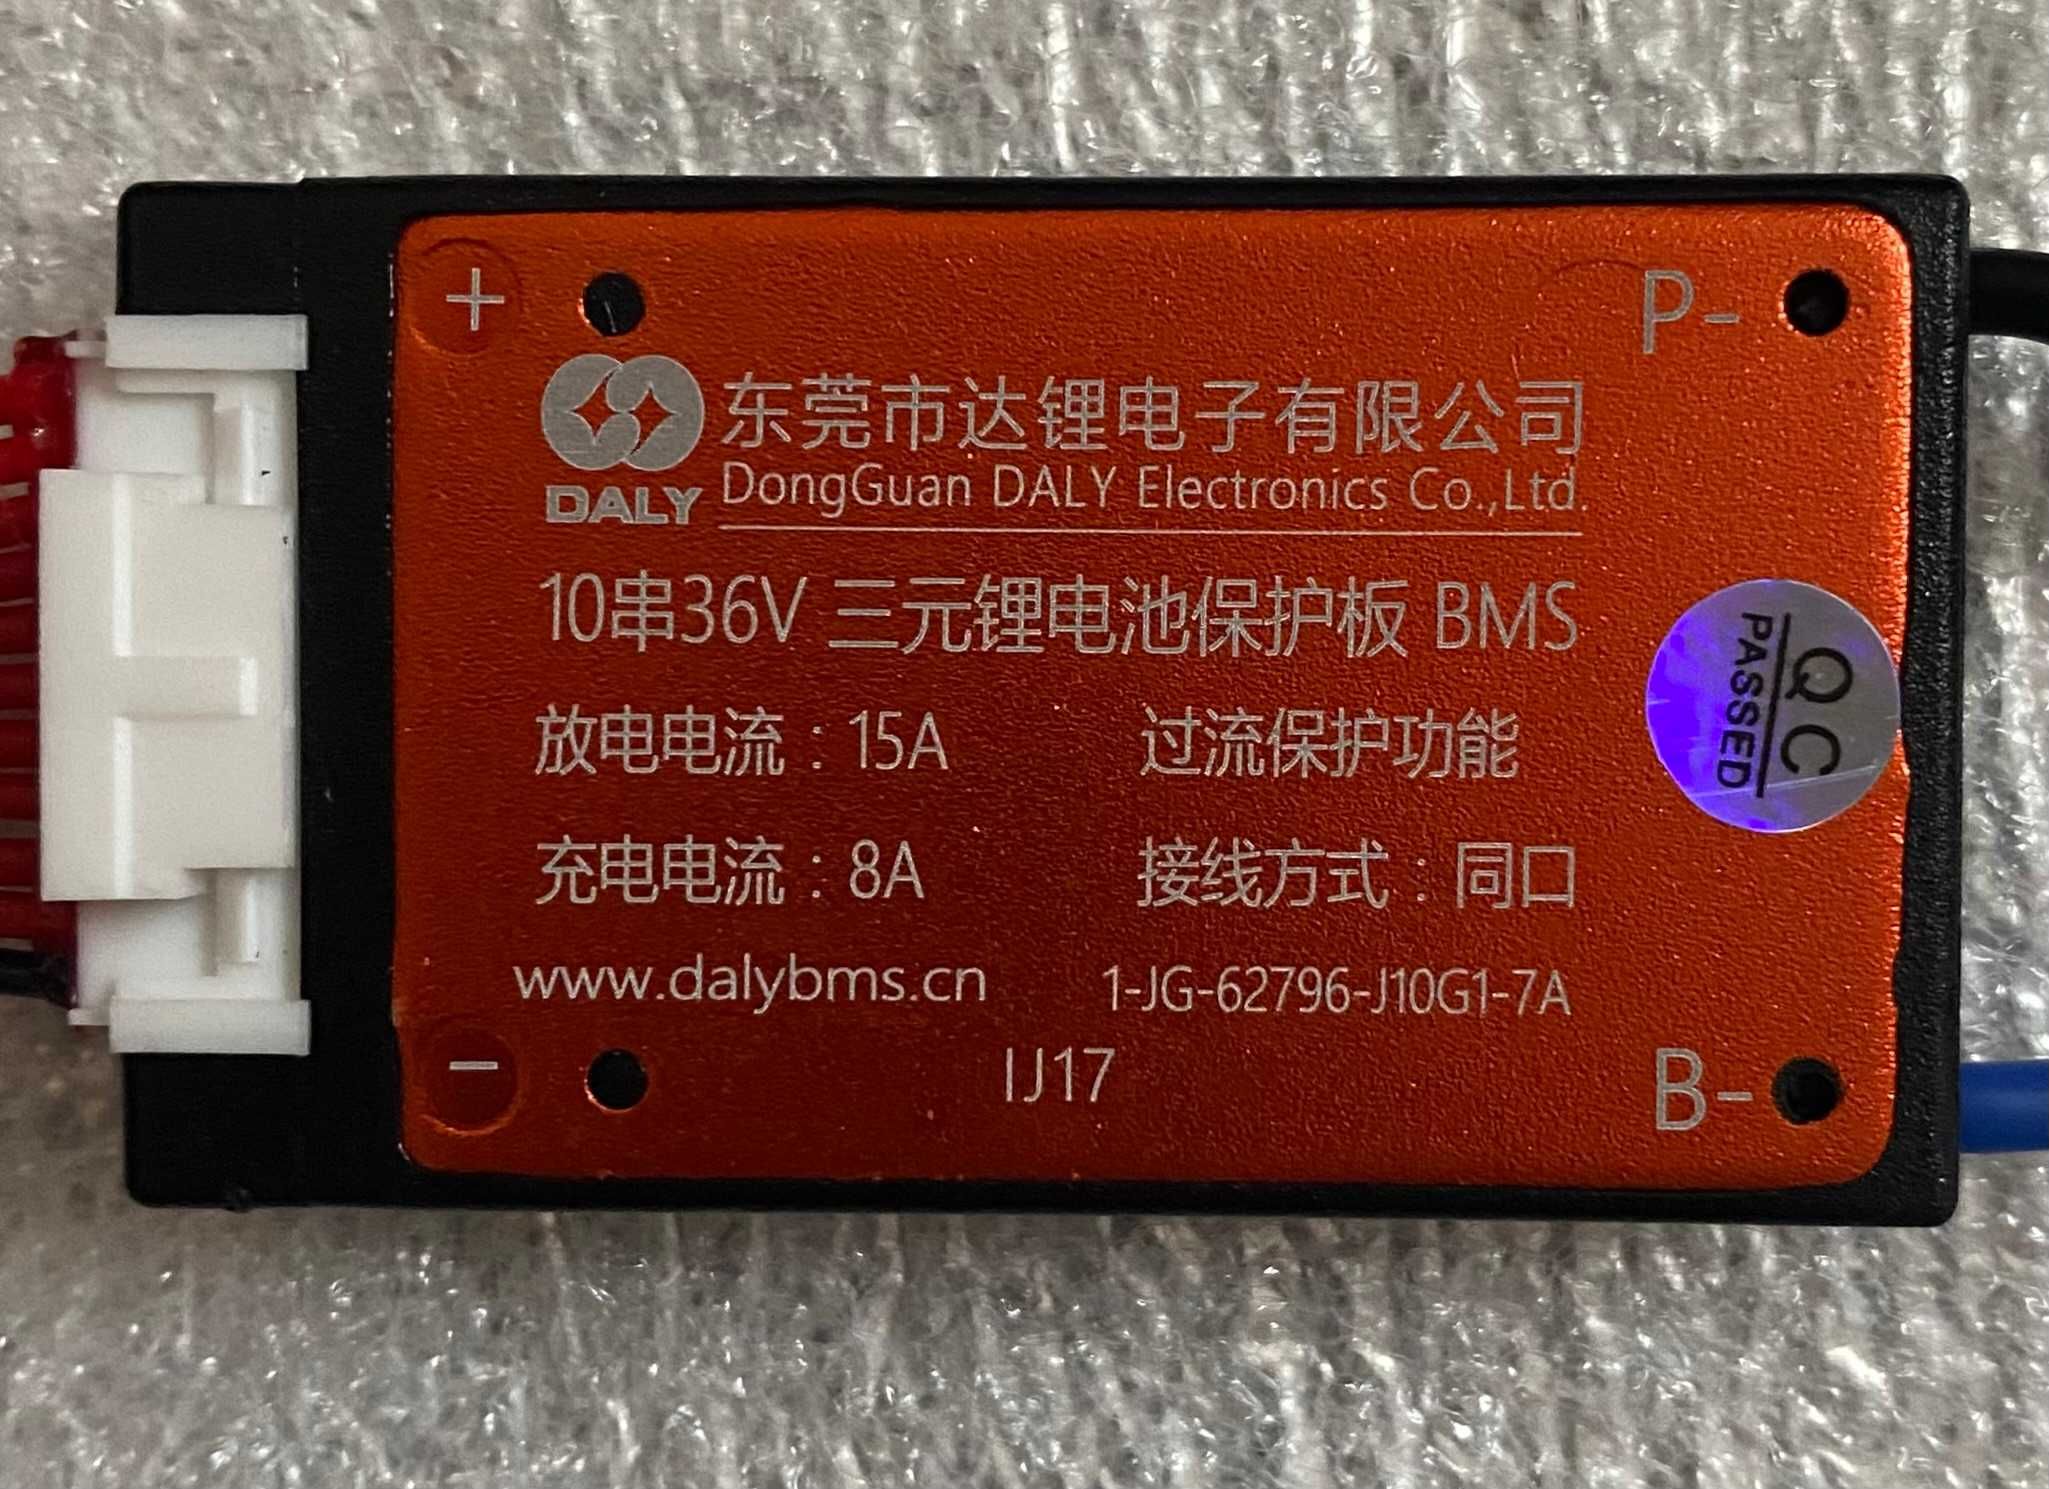 +
P-
东莞市达锂电子有限公司
DALY
DongGuan DALY Electronics Co.,Ltd.
10串36V 三元锂电池保护板 BMS
放电电流：15A 过流保护功能
充电电流：8A 接线方式：同口
QC
PASSED
www.dalybms.cn 1-JG-62796-J10G1-7A
-
IJ17
B-